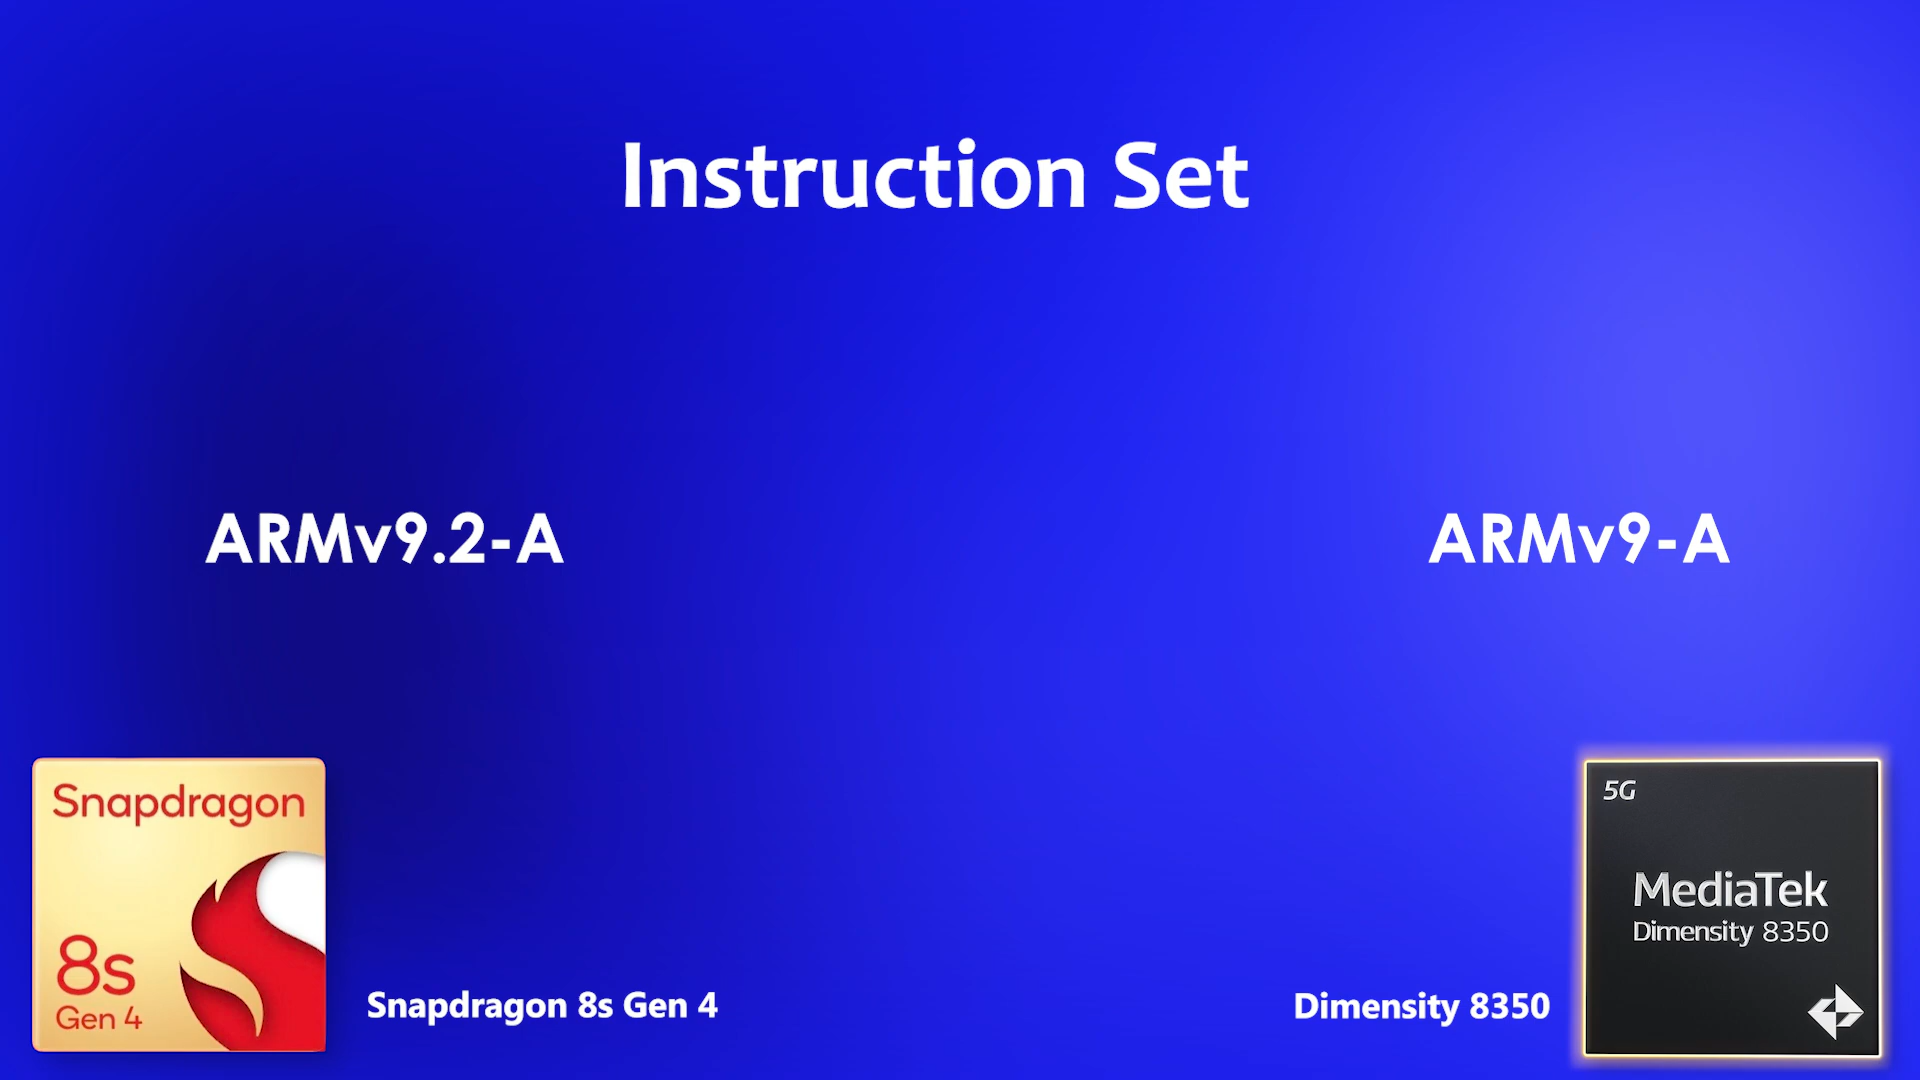 Instruction Set
ARMv9.2-A
ARMv9-A
Snapdragon
8s
Gen 4
Snapdragon 8s Gen 4
Dimensity 8350
5G
MediaTek
Dimensity 8350